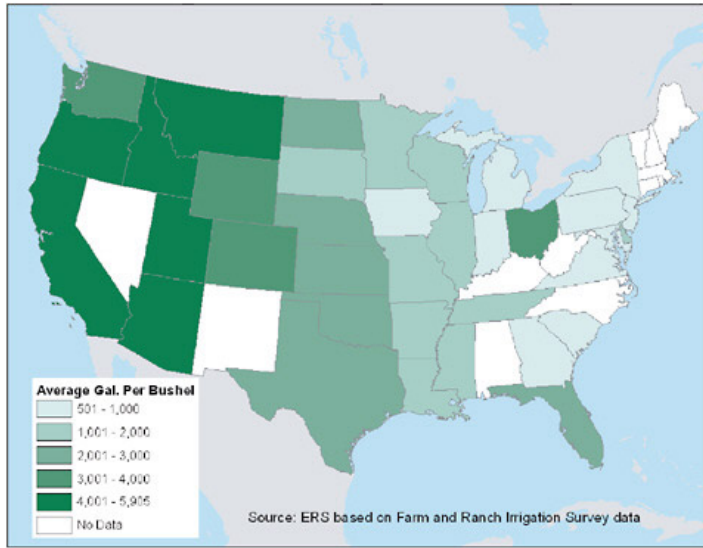 Average Gal. Per Bushel
501 - 1,000
1,001 - 2,000
2,001 - 3,000
3,001 - 4,000
4,001 - 5,905
No Data
Source: ERS based on Farm and Ranch Irrigation Survey data